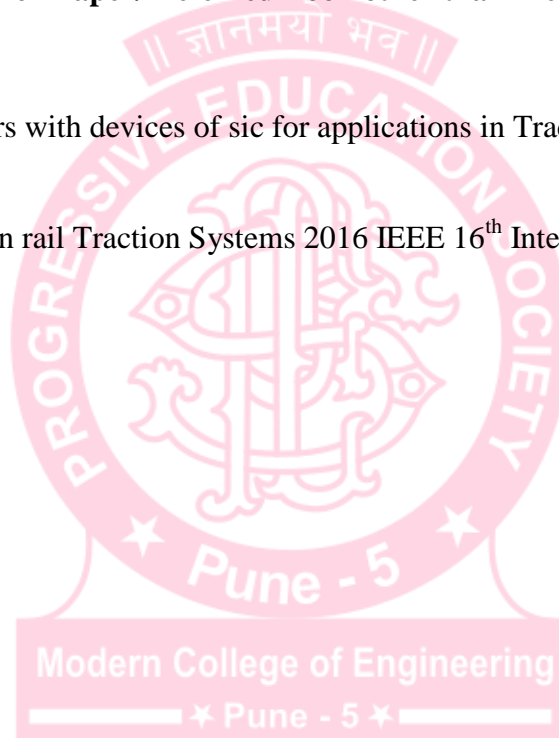 || ज्ञानमयो भव ||
rs with devices of sic for applications in Trac
n rail Traction Systems 2016 IEEE 16th Inte
PROGRESSIVE EDUCATION SOCIETY
Pune - 5
Modern College of Engineering
Pune - 5